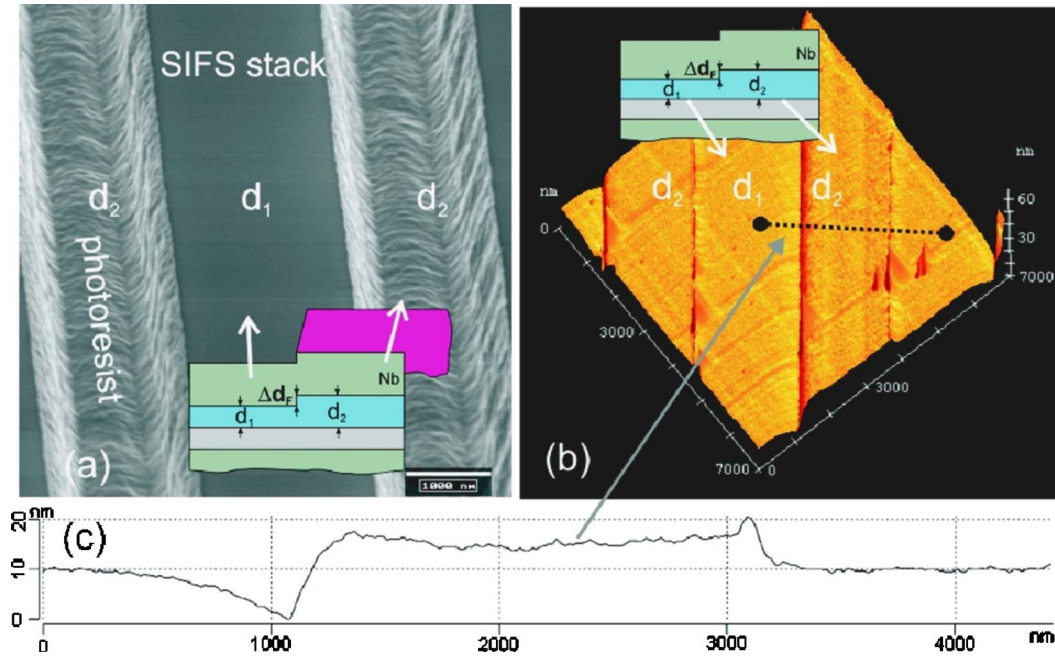 SIFS stack
d2
d1
d2
photoresist
Nb
ΔdF
d1
d2
(a)
1000 nm
Nb
ΔdF
d1
d2
d2
d1
d2
nm
0
3000
7000
0
3000
7000
nm
60
30
(b)
nm
20
10
0
(c)
0
1000
2000
3000
4000
nm